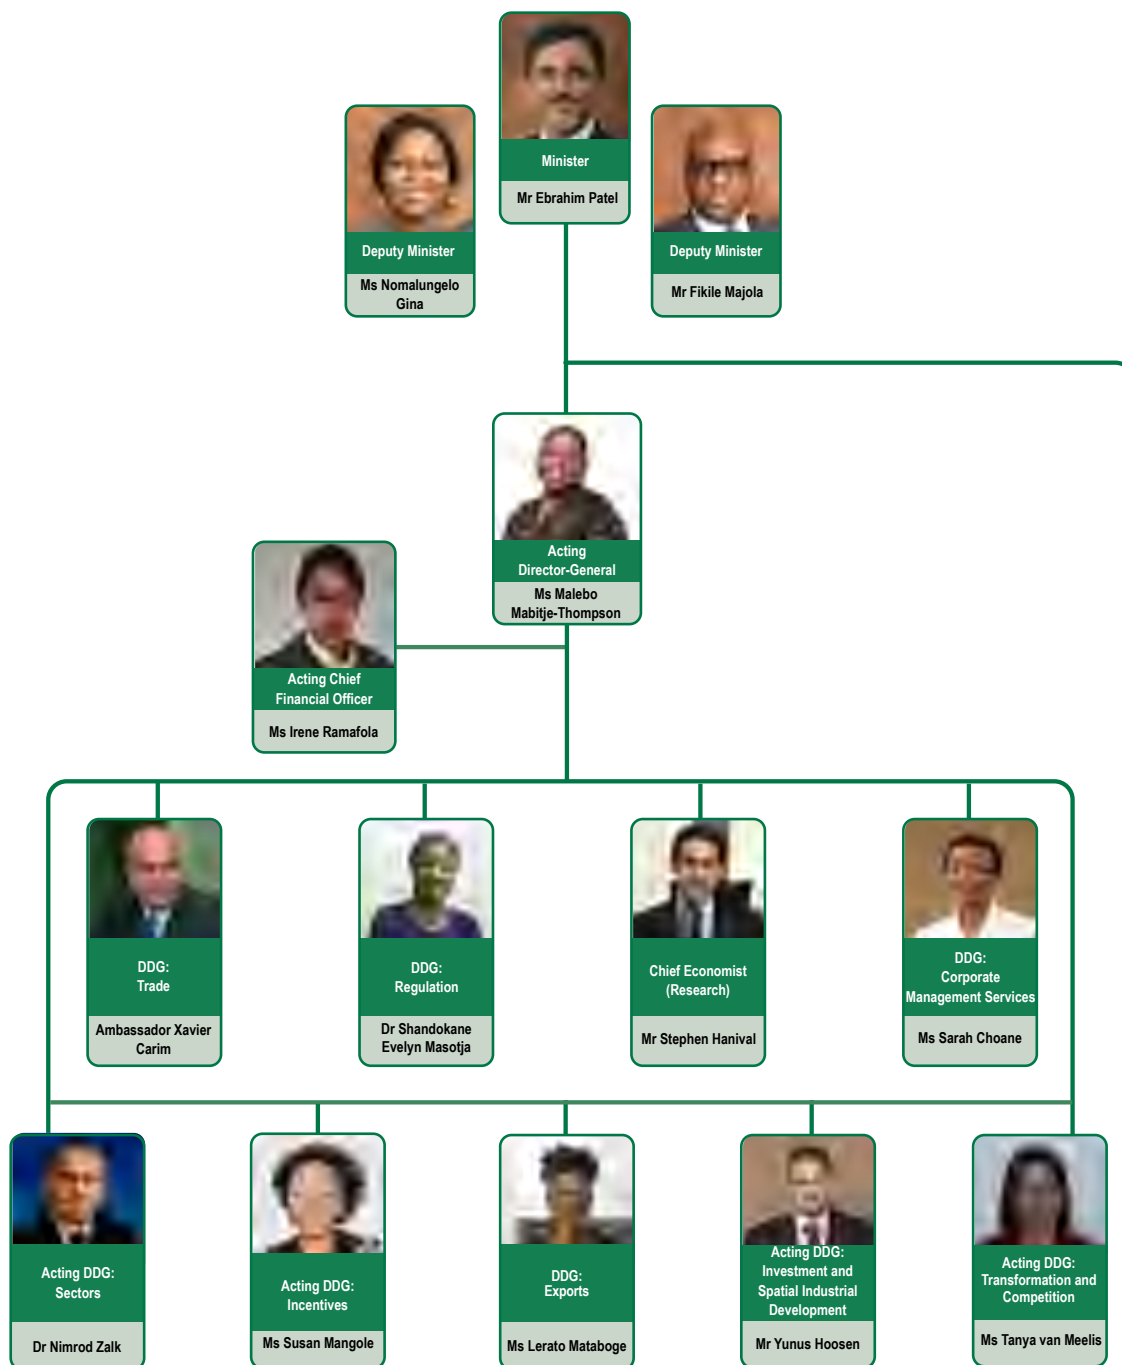 Minister
Mr Ebrahim Patel
Deputy Minister
Ms Nomalungelo
Gina
Deputy Minister
Mr Fikile Majola
Acting
Director-General
Ms Malebo
Mabitje-Thompson
Acting Chief
Financial Officer
Ms Irene Ramafola
DDG:
Trade
Ambassador Xavier
Carim
DDG:
Regulation
Dr Shandokane
Evelyn Masotja
Chief Economist
(Research)
Mr Stephen Hanival
DDG:
Corporate
Management Services
Ms Sarah Choane
Acting DDG:
Sectors
Dr Nimrod Zalk
Acting DDG:
Incentives
Ms Susan Mangole
DDG:
Exports
Ms Lerato Mataboge
Acting DDG:
Investment and
Spatial Industrial
Development
Mr Yunus Hoosen
Acting DDG:
Transformation and
Competition
Ms Tanya van Meelis